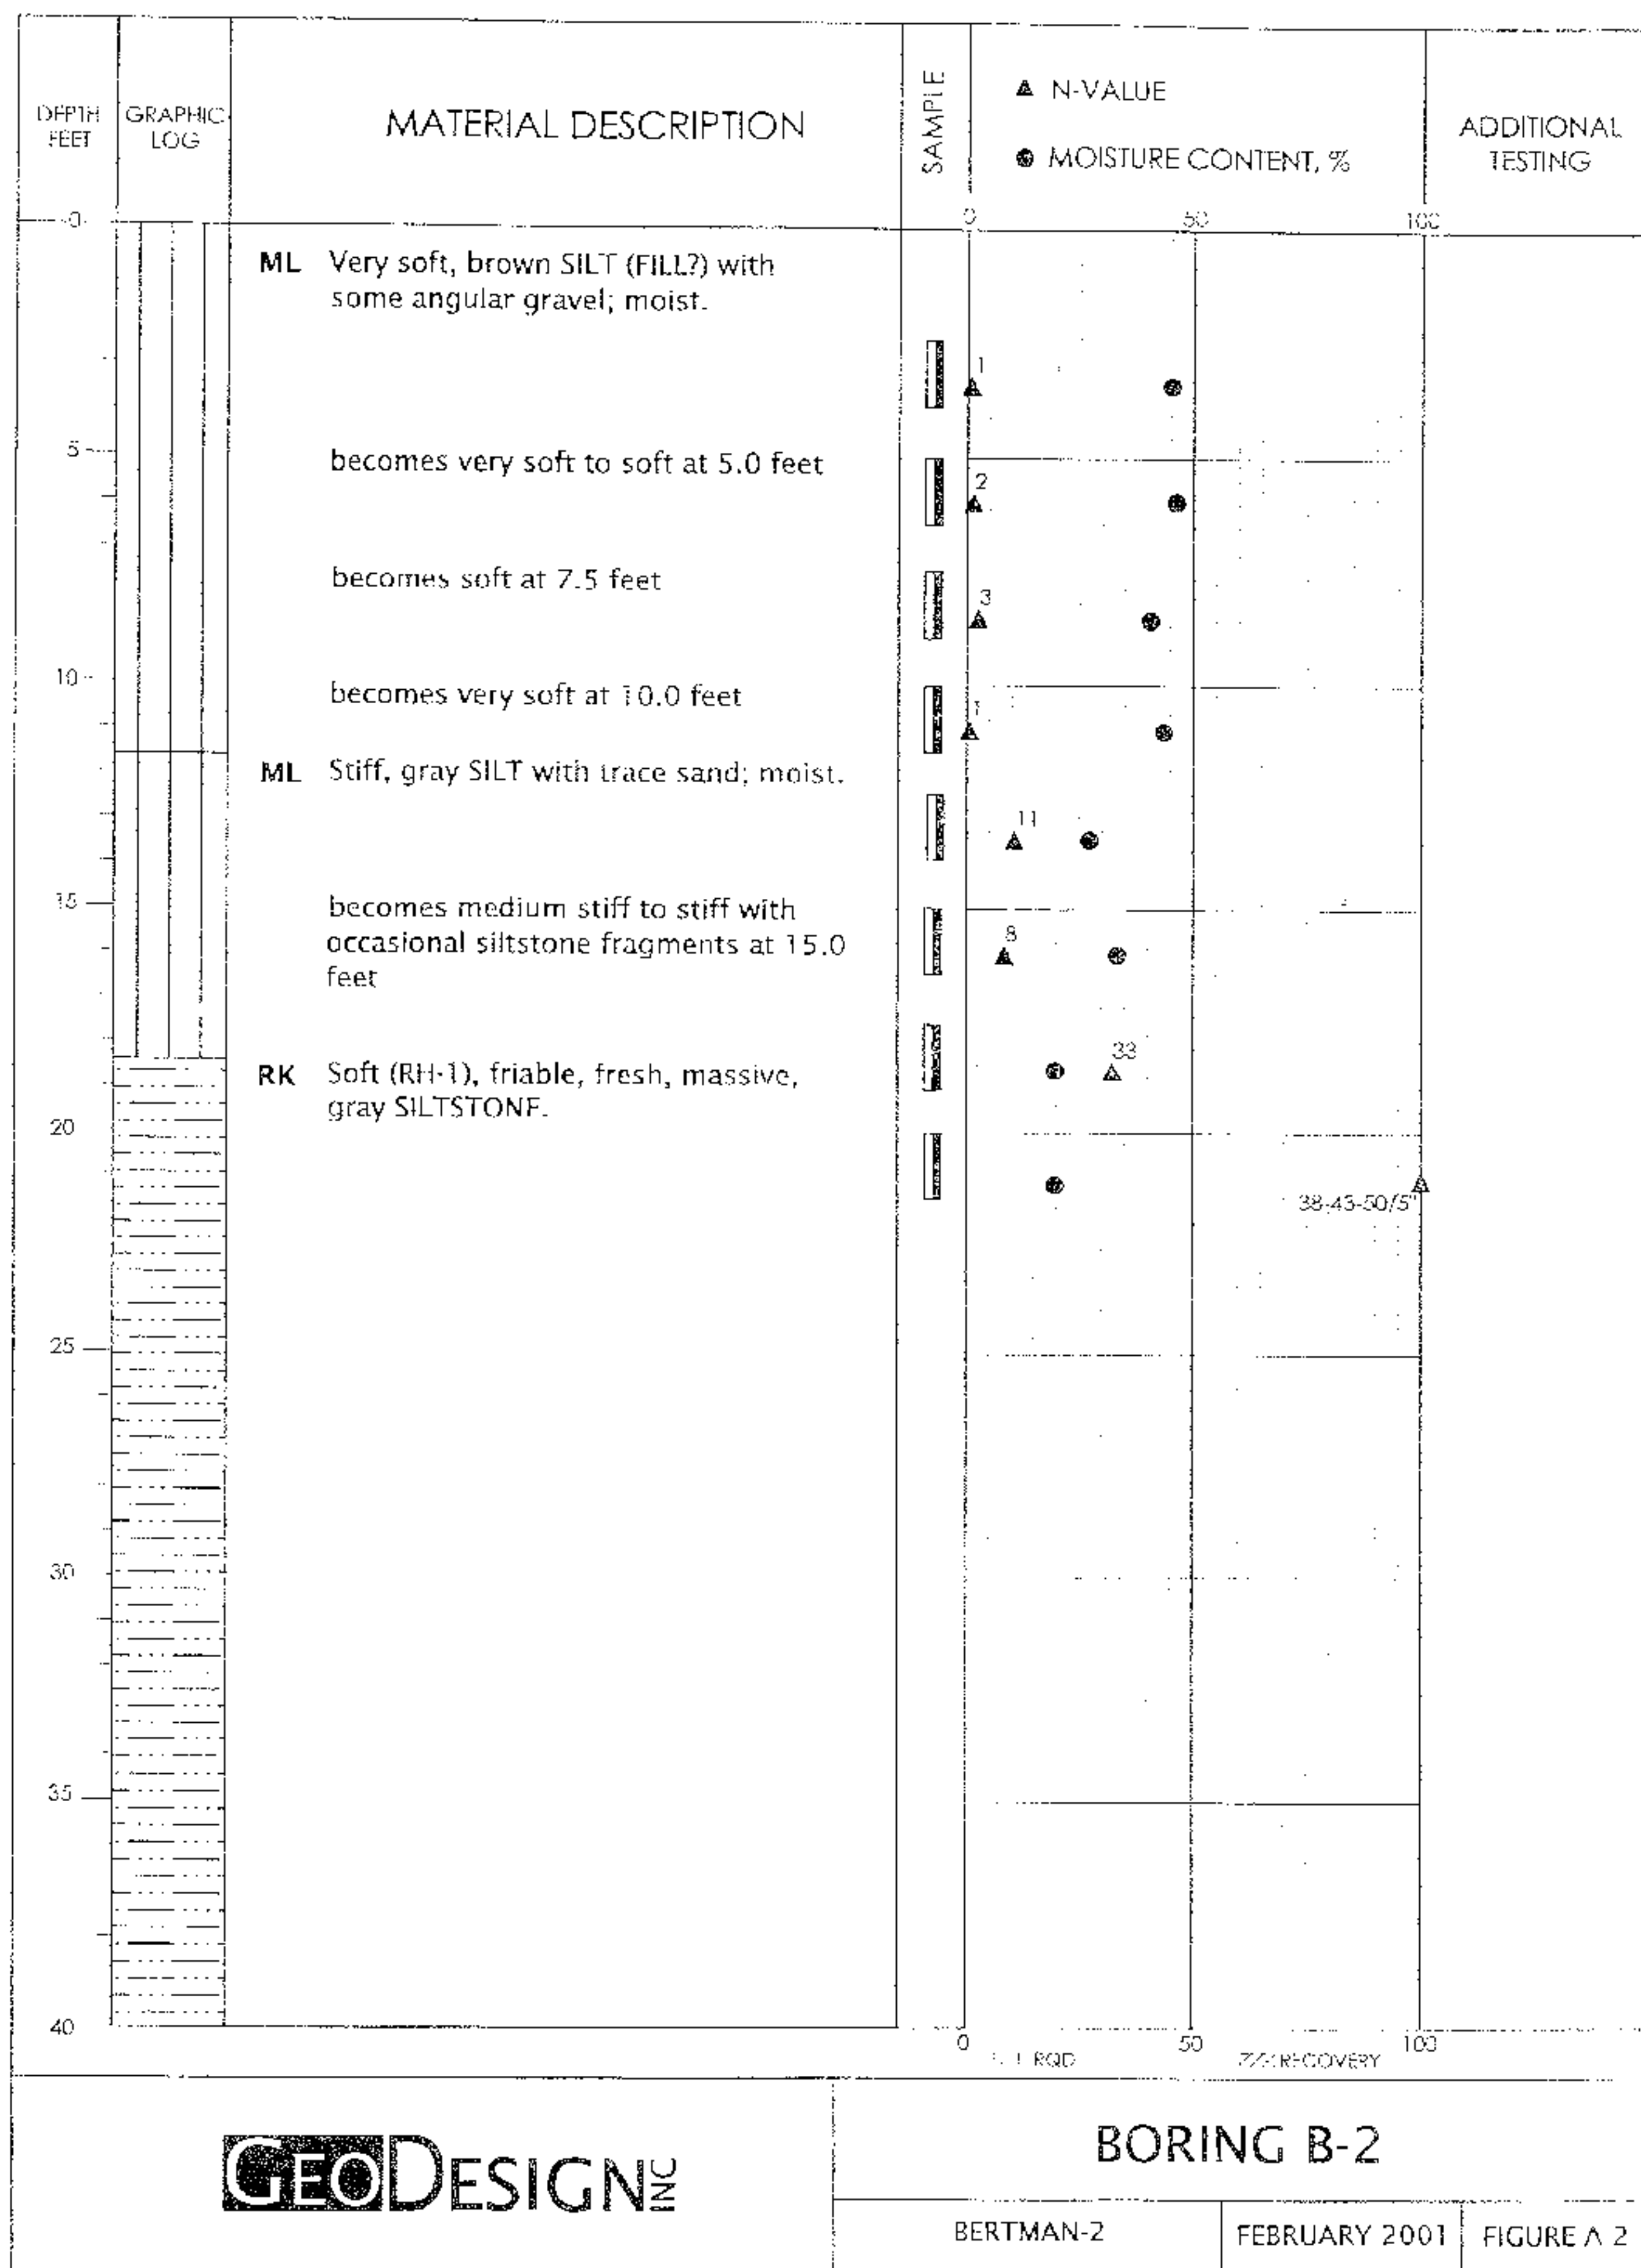 DEPTH
FEET
GRAPHIC
LOG
MATERIAL DESCRIPTION
SAMPLE
▲ N-VALUE
● MOISTURE CONTENT, %
ADDITIONAL
TESTING
0
0 50 100
ML Very soft, brown SILT (FILL?) with
some angular gravel; moist.
1
5
becomes very soft to soft at 5.0 feet
2
becomes soft at 7.5 feet
3
10
becomes very soft at 10.0 feet
1
ML Stiff, gray SILT with trace sand; moist.
11
15
becomes medium stiff to stiff with
occasional siltstone fragments at 15.0
feet
8
33
RK Soft (RH-1), friable, fresh, massive,
gray SILTSTONE.
20
38-43-50/5"
25
30
35
40
0 50 100
RQD RECOVERY
GEODESIGN INC
BORING B-2
BERTMAN-2
FEBRUARY 2001
FIGURE A 2